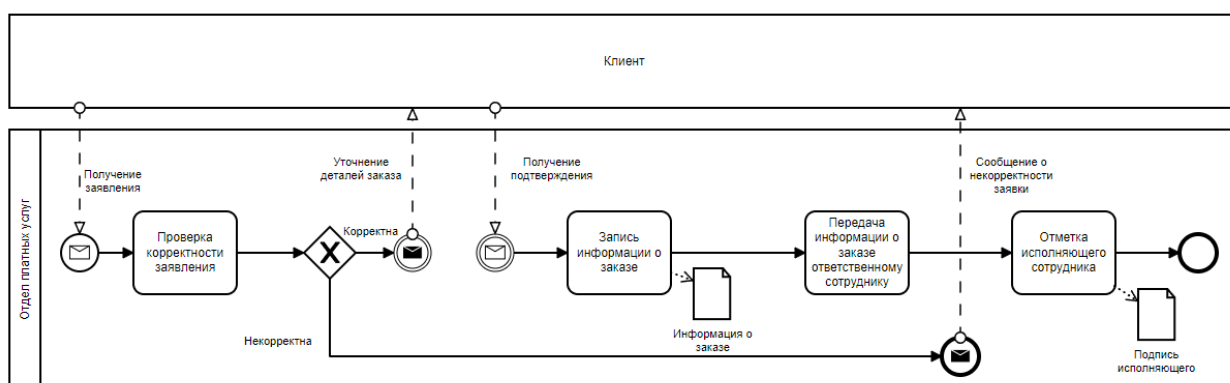 Клиент
Отдел платных услуг
Получение
заявления
Уточнение
деталей заказа
Получение
подтверждения
Сообщение о
некорректности
заявки
Проверка
корректности
заявления
Корректна
Запись
информации о
заказе
Передача
информации о
заказе
ответственному
сотруднику
Отметка
исполняющего
сотрудника
Некорректна
Информация о
заказе
Подпись
исполняющего